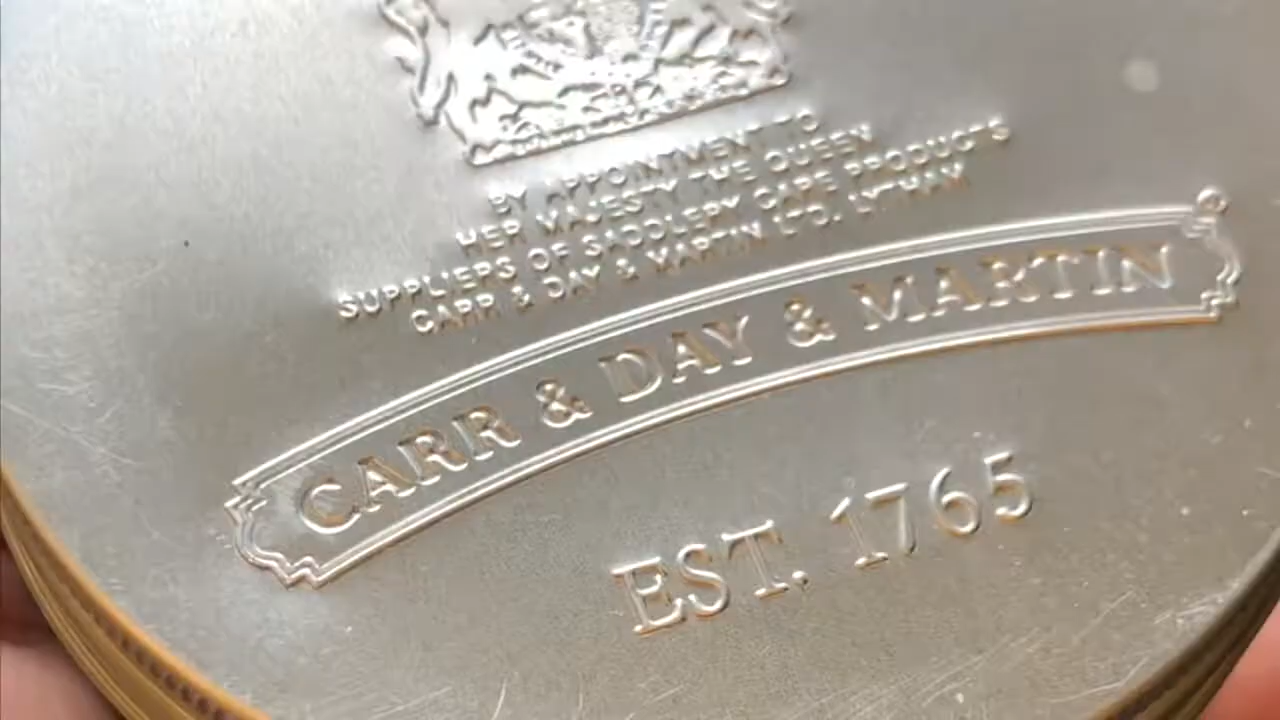 BY APPOINTMENT TO
HER MAJESTY THE QUEEN
SUPPLIERS OF SADDLERY CARE PRODUCTS
CARR & DAY & MARTIN LTD. LYTHAM.
CARR & DAY & MARTIN
EST. 1765